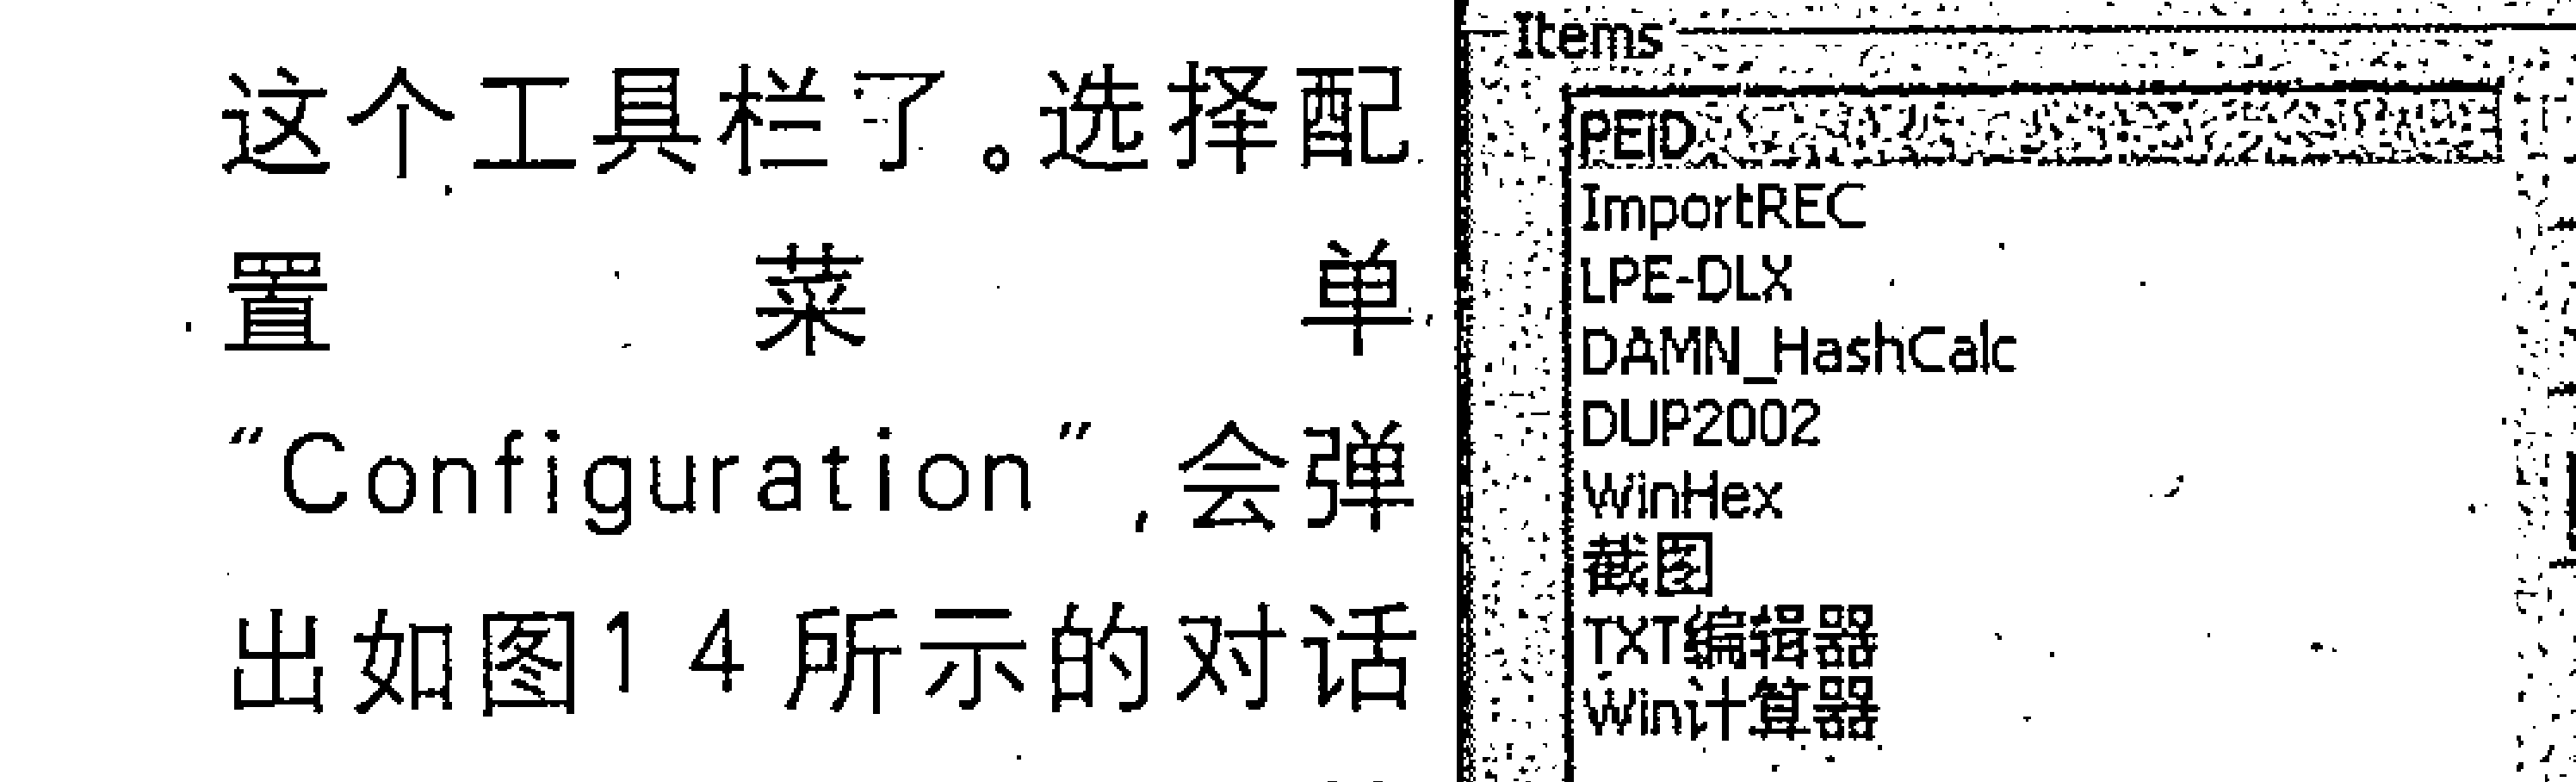 这个工具栏了。选择配
置菜单
“Configuration”,会弹
出如图14所示的对话
Items
PEiD
ImportREC
LPE-DLX
DAMN_HashCalc
DUP2002
WinHex
截图
TXT编辑器
Win计算器